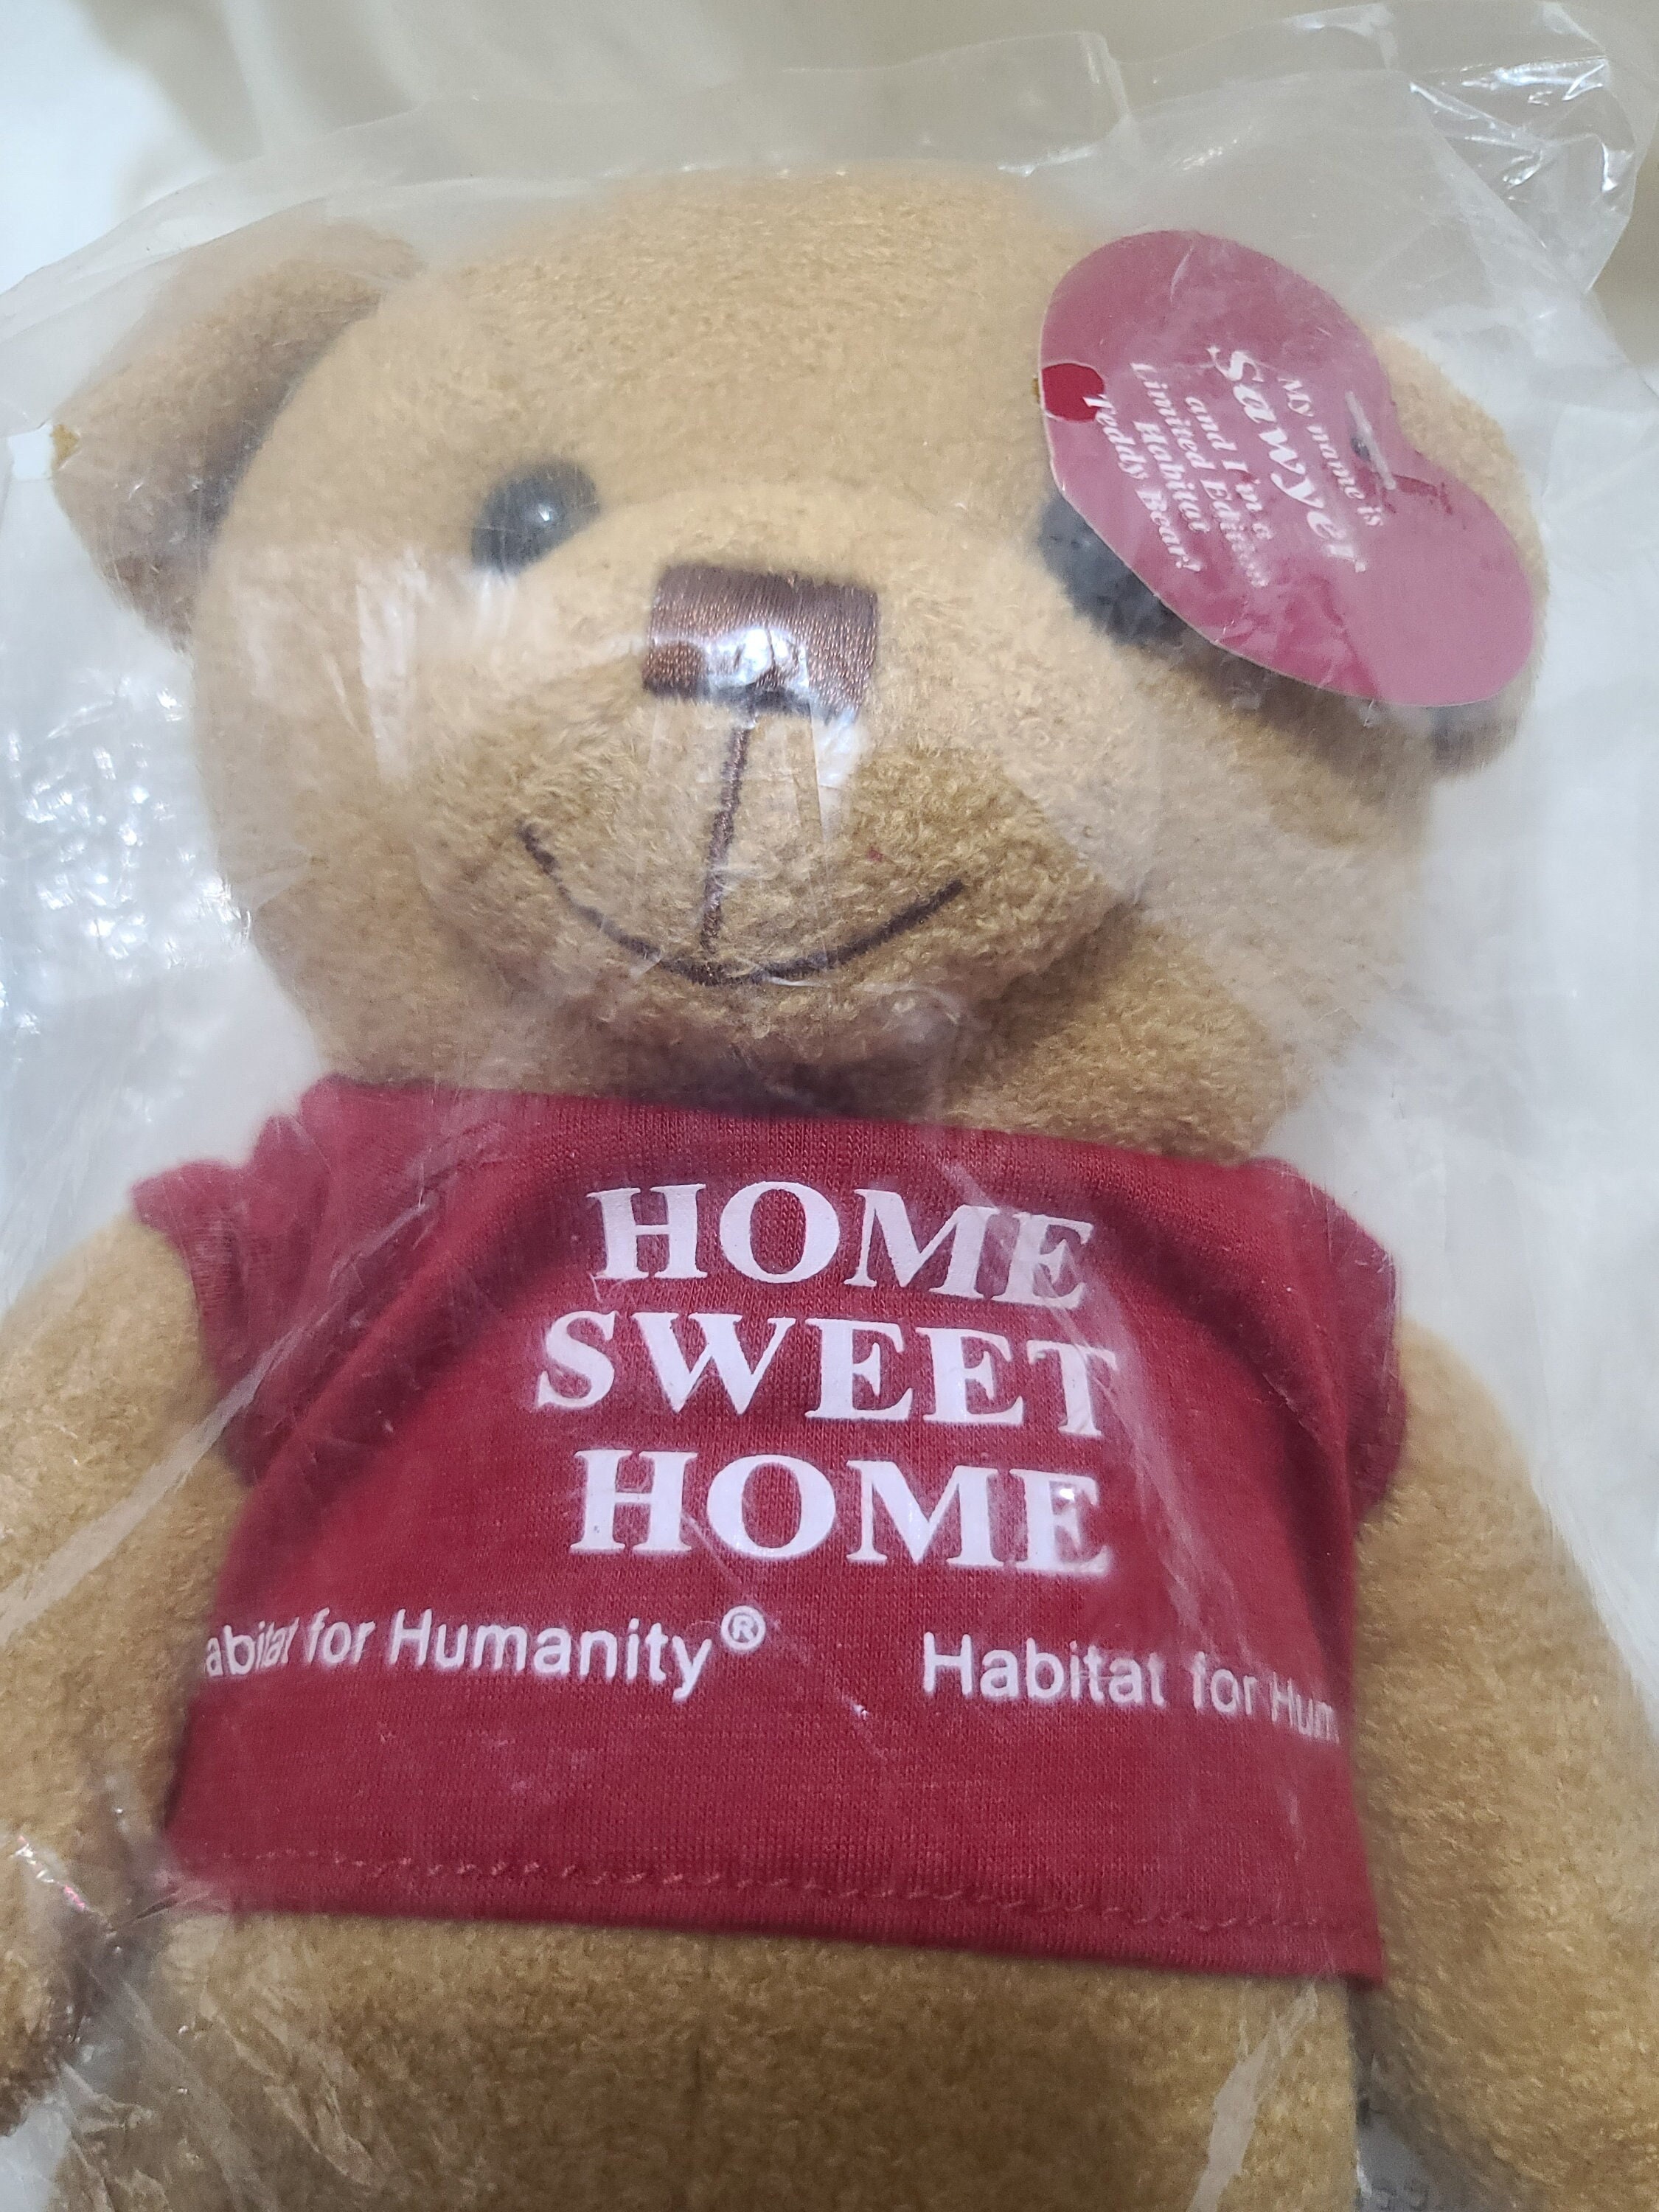 My name is
Sawyer
and I'm a
Limited Edition
Habitat
Teddy Bear!
HOME
SWEET
HOME
abitat for Humanity® Habitat for Hum